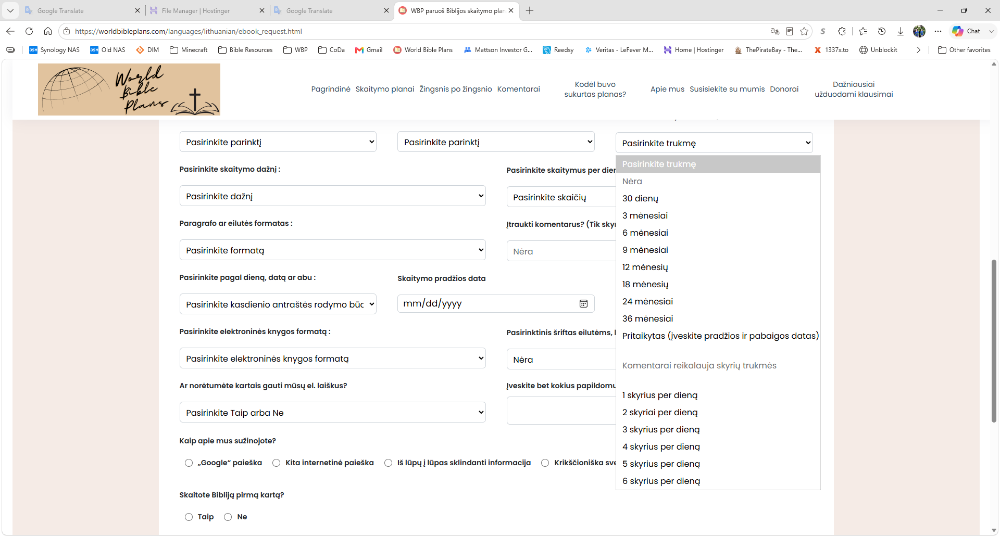 Google Translate
File Manager | Hostinger
Google Translate
WBP paruoš Biblijos skaitymo plan
https://worldbibleplans.com/languages/lithuanian/ebook_request.html
Chat
Synology NAS
Old NAS
DIM
Minecraft
Bible Resources
WBP
CoDa
Gmail
World Bible Plans
Mattson Investor G...
Reedsy
Veritas - LeFever M...
Home | Hostinger
ThePirateBay - The...
1337x.to
Unblockit
Other favorites
World
Bible
Plans
Pagrindinė
Skaitymo planai
Žingsnis po žingsnio
Komentarai
Kodėl buvo
sukurtas planas?
Apie mus
Susisiekite su mumis
Donorai
Dažniausiai
užduodami klausimai
Pasirinkite parinktį
Pasirinkite parinktį
Pasirinkite trukmę
Pasirinkite trukmę
Nėra
30 dienų
3 mėnesiai
6 mėnesiai
9 mėnesiai
12 mėnesių
18 mėnesių
24 mėnesiai
36 mėnesiai
Pritaikytas (įveskite pradžios ir pabaigos datas)
Komentarai reikalauja skyrių trukmės
1 skyrius per dieną
2 skyriai per dieną
3 skyrius per dieną
4 skyrius per dieną
5 skyrius per dieną
6 skyrius per dieną
Pasirinkite skaitymo dažnį :
Pasirinkite skaitymus per dien
Pasirinkite dažnį
Pasirinkite skaičių
Paragrafo ar eilutės formatas :
Įtraukti komentarus? (Tik sky
Pasirinkite formatą
Nėra
Pasirinkite pagal dieną, datą ar abu :
Skaitymo pradžios data
Pasirinkite kasdienio antraštės rodymo būd
mm/dd/yyyy
Pasirinkite elektroninės knygos formatą :
Pasirinktinis šriftas eilutėms,
Pasirinkite elektroninės knygos formatą
Nėra
Ar norėtumėte kartais gauti mūsų el. laiškus?
Įveskite bet kokius papildomu
Pasirinkite Taip arba Ne
Kaip apie mus sužinojote?
„Google“ paieška
Kita internetinė paieška
Iš lūpų į lūpas sklindanti informacija
Krikščioniška sve
Skaitote Bibliją pirmą kartą?
Taip
Ne